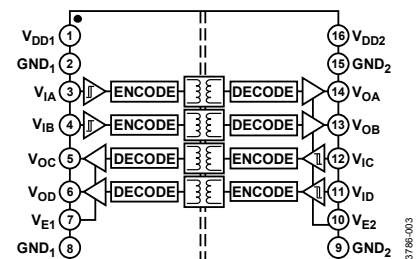 VDD1 1 16 VDD2
GND1 2 15 GND2
VIA 3 ENCODE DECODE 14 VOA
VIB 4 ENCODE DECODE 13 VOB
VOC 5 DECODE ENCODE 12 VIC
VOD 6 DECODE ENCODE 11 VID
VE1 7 10 VE2
GND1 8 9 GND2
3786-003